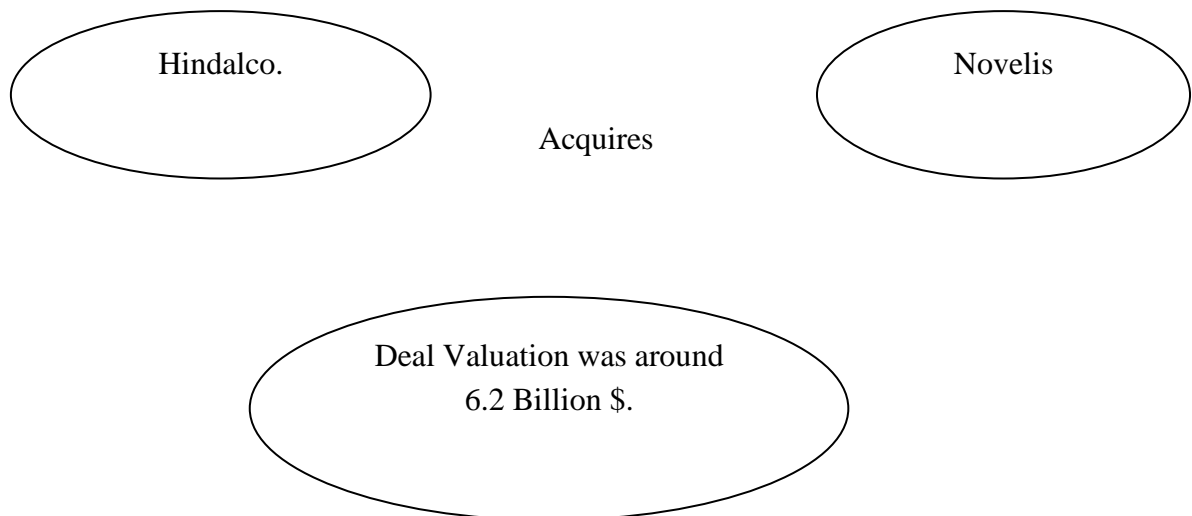 Hindalco.
Novelis
Acquires
Deal Valuation was around
6.2 Billion $.